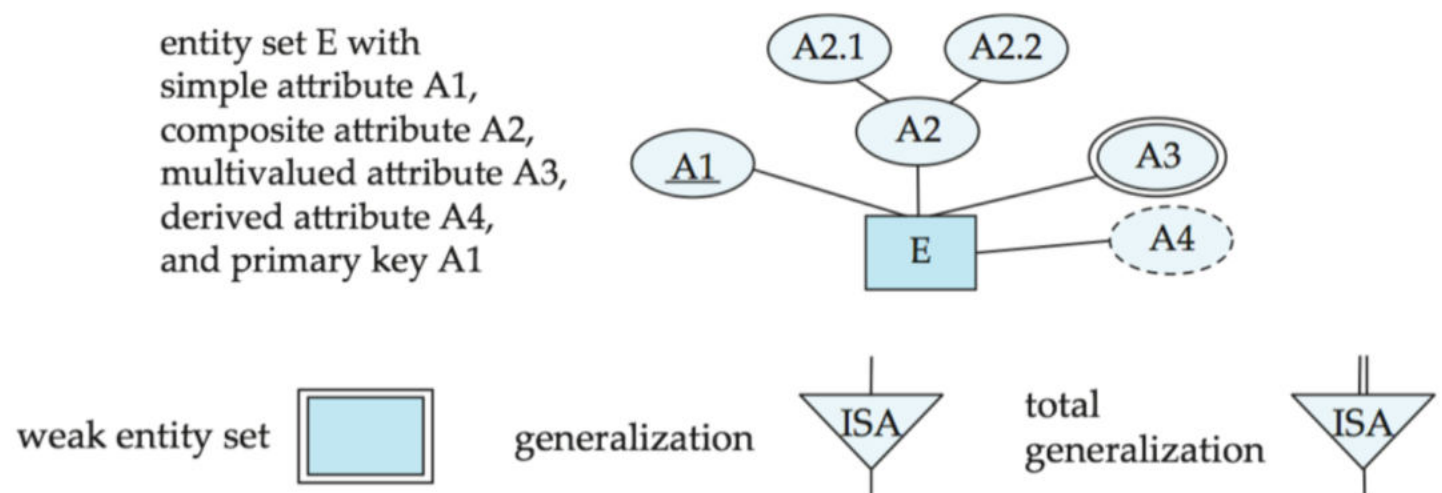 entity set E with
simple attribute A1,
composite attribute A2,
multivalued attribute A3,
derived attribute A4,
and primary key A1
A2.1
A2.2
A2
A1
A3
E
A4
weak entity set
generalization
ISA
total
generalization
ISA